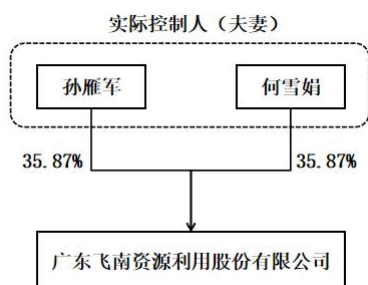 实际控制人（夫妻）
孙雁军
何雪娟
35.87%
35.87%
广东飞南资源利用股份有限公司